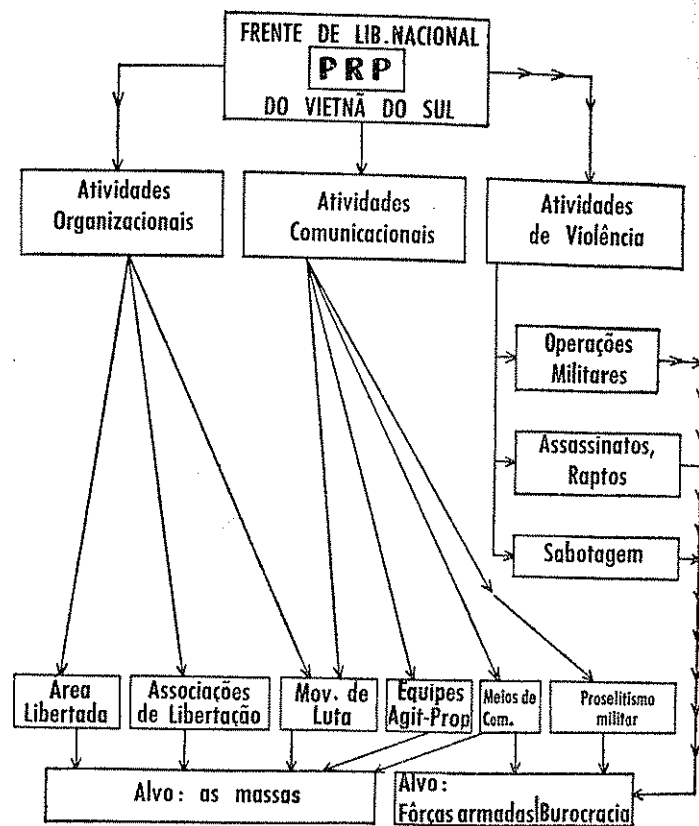 FRENTE DE LIB.NACIONAL
PRP
DO VIETNÃ DO SUL
Atividades
Organizacionais
Atividades
Comunicacionais
Atividades
de Violência
Operações
Militares
Assassinatos,
Raptos
Sabotagem
Área
Libertada
Associações
de Libertação
Mov. de
Luta
Equipes
Agit-Prop
Meios de
Com.
Proselitismo
militar
Alvo: as massas
Alvo:
Fôrças armadas|Burocracia